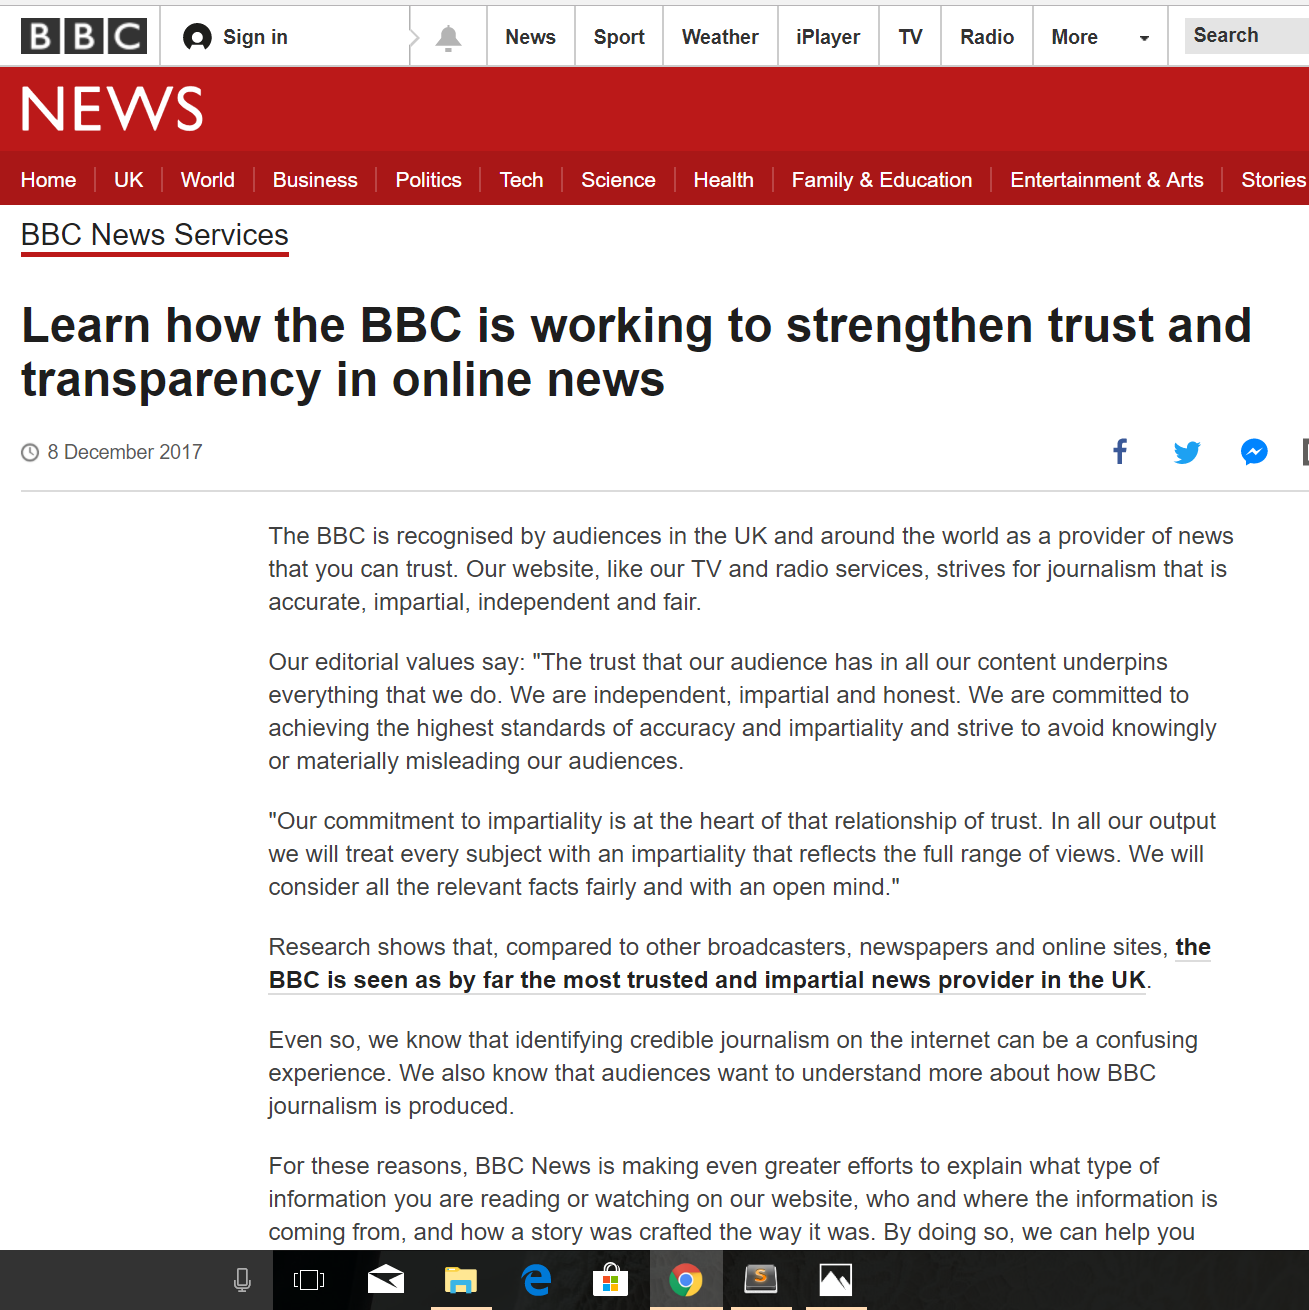 BBC Sign in News Sport Weather iPlayer TV Radio More Search
NEWS
Home UK World Business Politics Tech Science Health Family & Education Entertainment & Arts Stories
BBC News Services
Learn how the BBC is working to strengthen trust and
transparency in online news
8 December 2017
The BBC is recognised by audiences in the UK and around the world as a provider of news
that you can trust. Our website, like our TV and radio services, strives for journalism that is
accurate, impartial, independent and fair.
Our editorial values say: "The trust that our audience has in all our content underpins
everything that we do. We are independent, impartial and honest. We are committed to
achieving the highest standards of accuracy and impartiality and strive to avoid knowingly
or materially misleading our audiences.
"Our commitment to impartiality is at the heart of that relationship of trust. In all our output
we will treat every subject with an impartiality that reflects the full range of views. We will
consider all the relevant facts fairly and with an open mind."
Research shows that, compared to other broadcasters, newspapers and online sites, the
BBC is seen as by far the most trusted and impartial news provider in the UK.
Even so, we know that identifying credible journalism on the internet can be a confusing
experience. We also know that audiences want to understand more about how BBC
journalism is produced.
For these reasons, BBC News is making even greater efforts to explain what type of
information you are reading or watching on our website, who and where the information is
coming from, and how a story was crafted the way it was. By doing so, we can help you